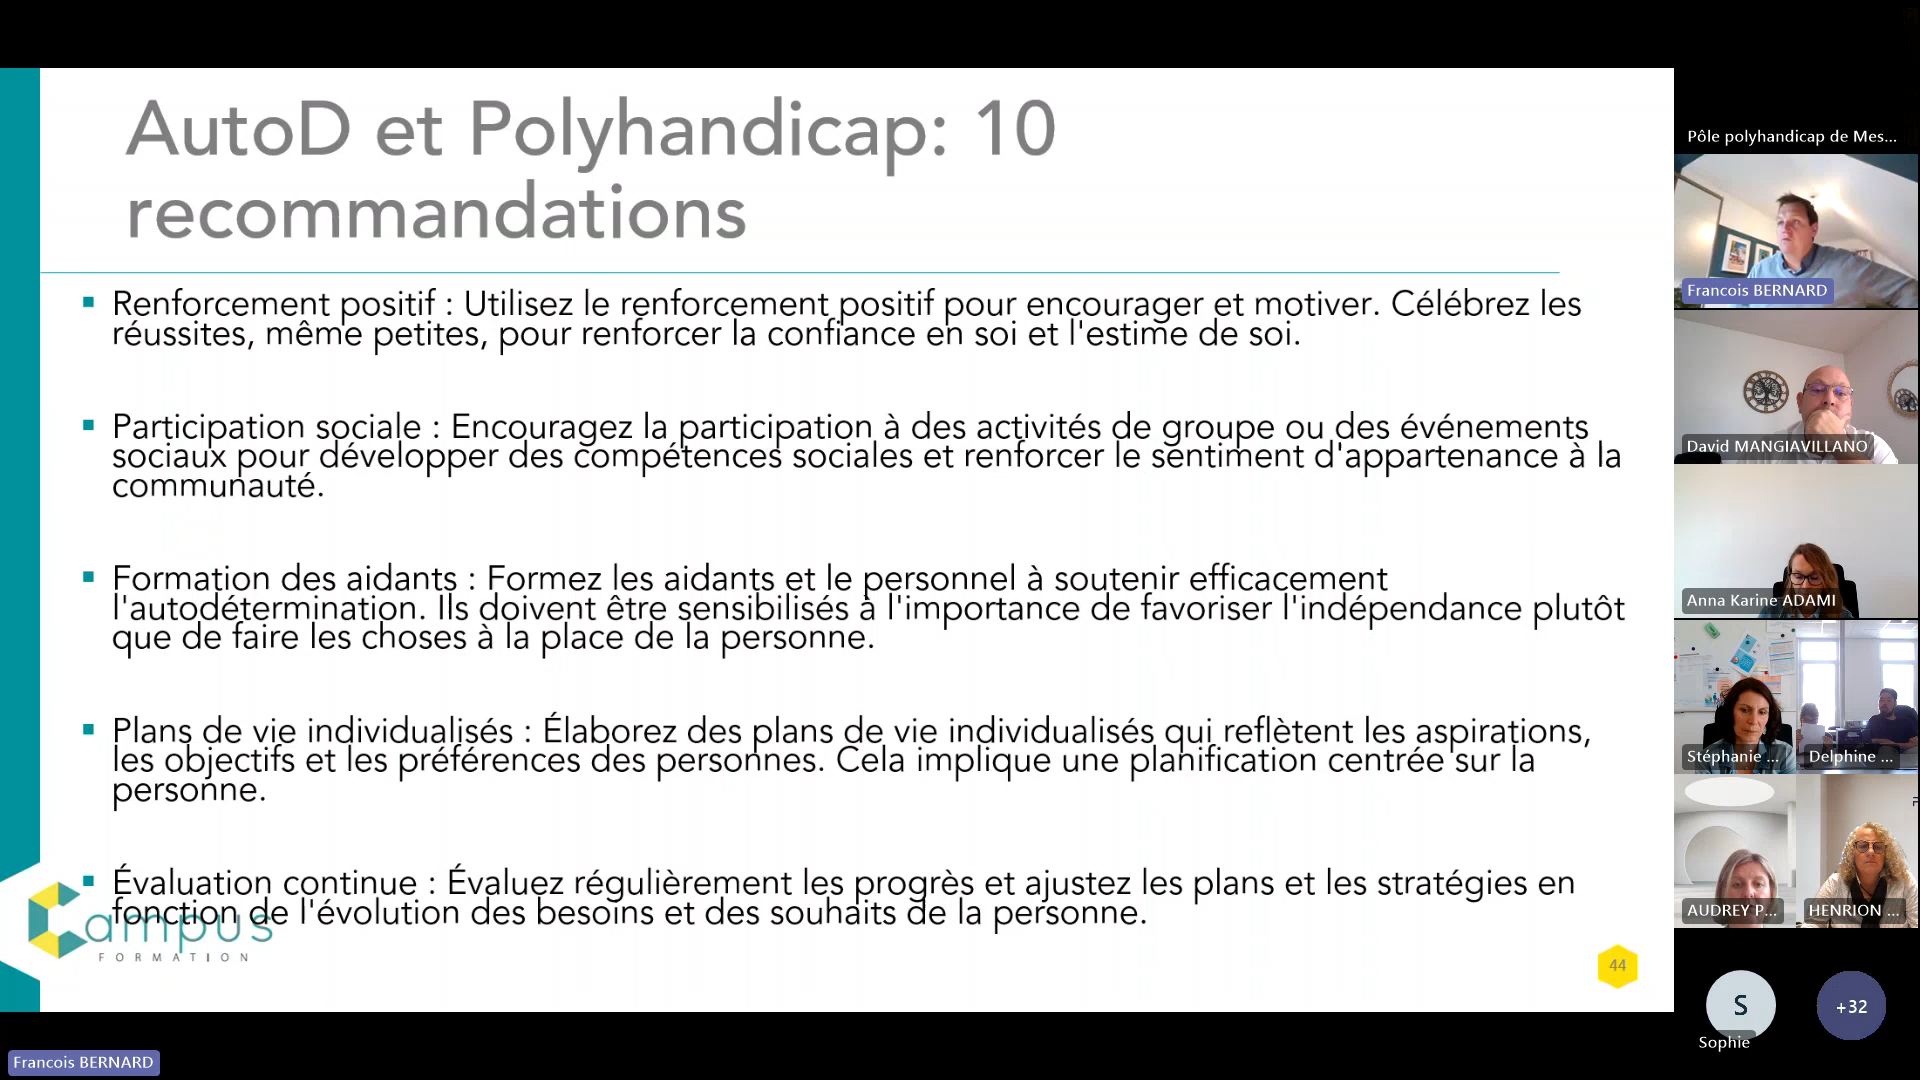 AutoD et Polyhandicap: 10
recommandations
Renforcement positif : Utilisez le renforcement positif pour encourager et motiver. Célébrez les
réussites, même petites, pour renforcer la confiance en soi et l'estime de soi.
Participation sociale : Encouragez la participation à des activités de groupe ou des événements
sociaux pour développer des compétences sociales et renforcer le sentiment d'appartenance à la
communauté.
Formation des aidants : Formez les aidants et le personnel à soutenir efficacement
l'autodétermination. Ils doivent être sensibilisés à l'importance de favoriser l'indépendance plutôt
que de faire les choses à la place de la personne.
Plans de vie individualisés : Élaborez des plans de vie individualisés qui reflètent les aspirations,
les objectifs et les préférences des personnes. Cela implique une planification centrée sur la
personne.
Évaluation continue : Évaluez régulièrement les progrès et ajustez les plans et les stratégies en
fonction de l'évolution des besoins et des souhaits de la personne.
Campus
FORMATION
44
Pôle polyhandicap de Mes...
Francois BERNARD
David MANGIAVILLANO
Anna Karine ADAMI
Stéphanie ...
Delphine ...
AUDREY P...
HENRION ...
S
+32
Sophie
Francois BERNARD